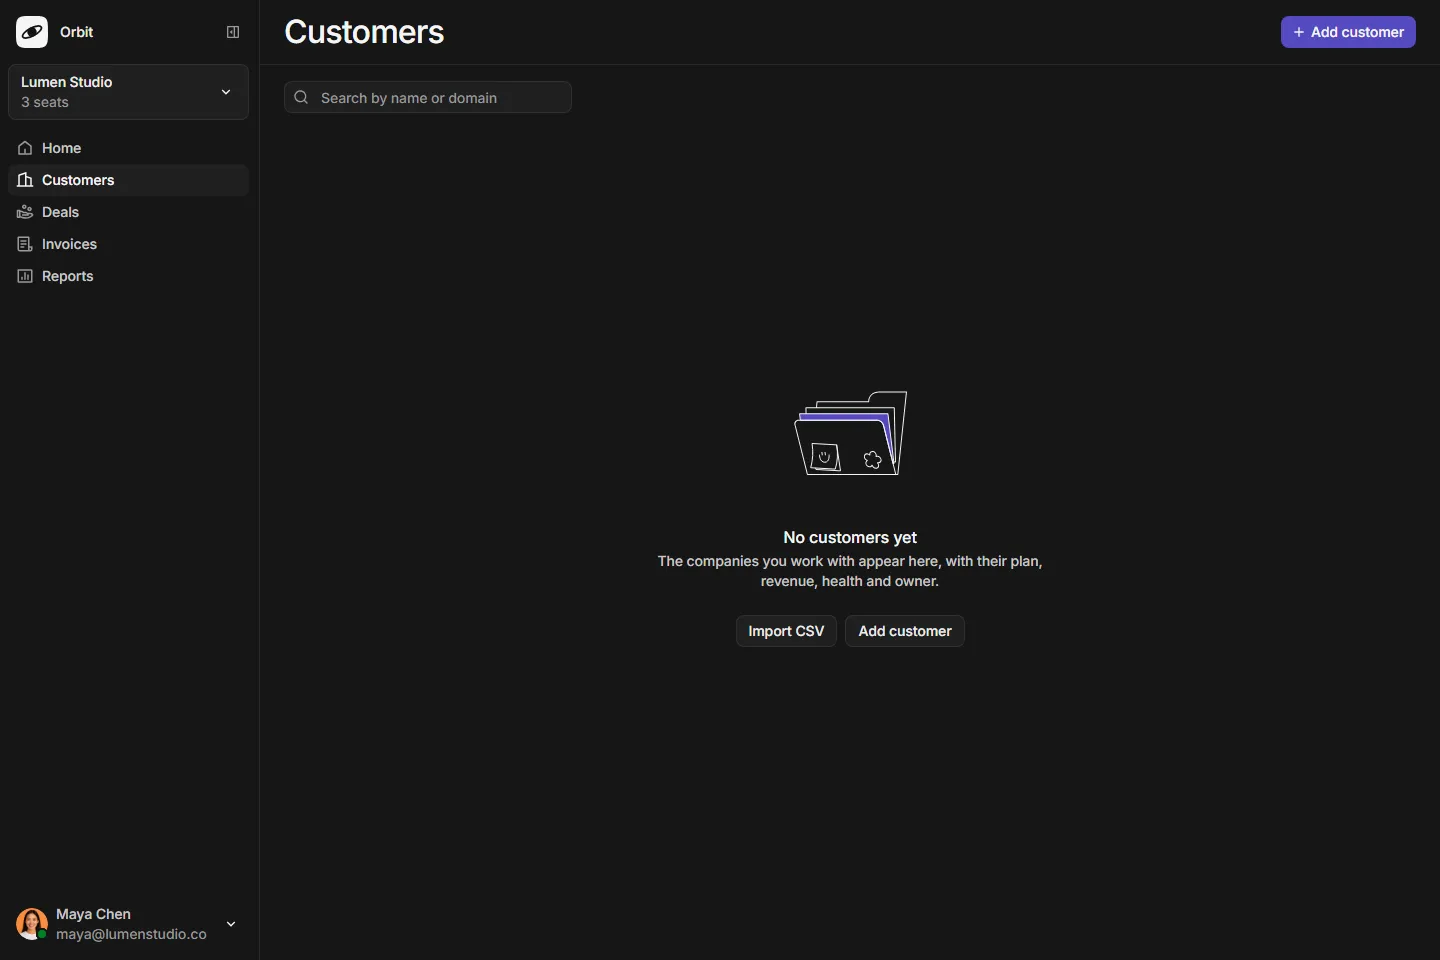 Orbit
Lumen Studio
3 seats
Home
Customers
Deals
Invoices
Reports
Maya Chen
maya@lumenstudio.co
Customers
+ Add customer
Search by name or domain
No customers yet
The companies you work with appear here, with their plan,
revenue, health and owner.
Import CSV
Add customer